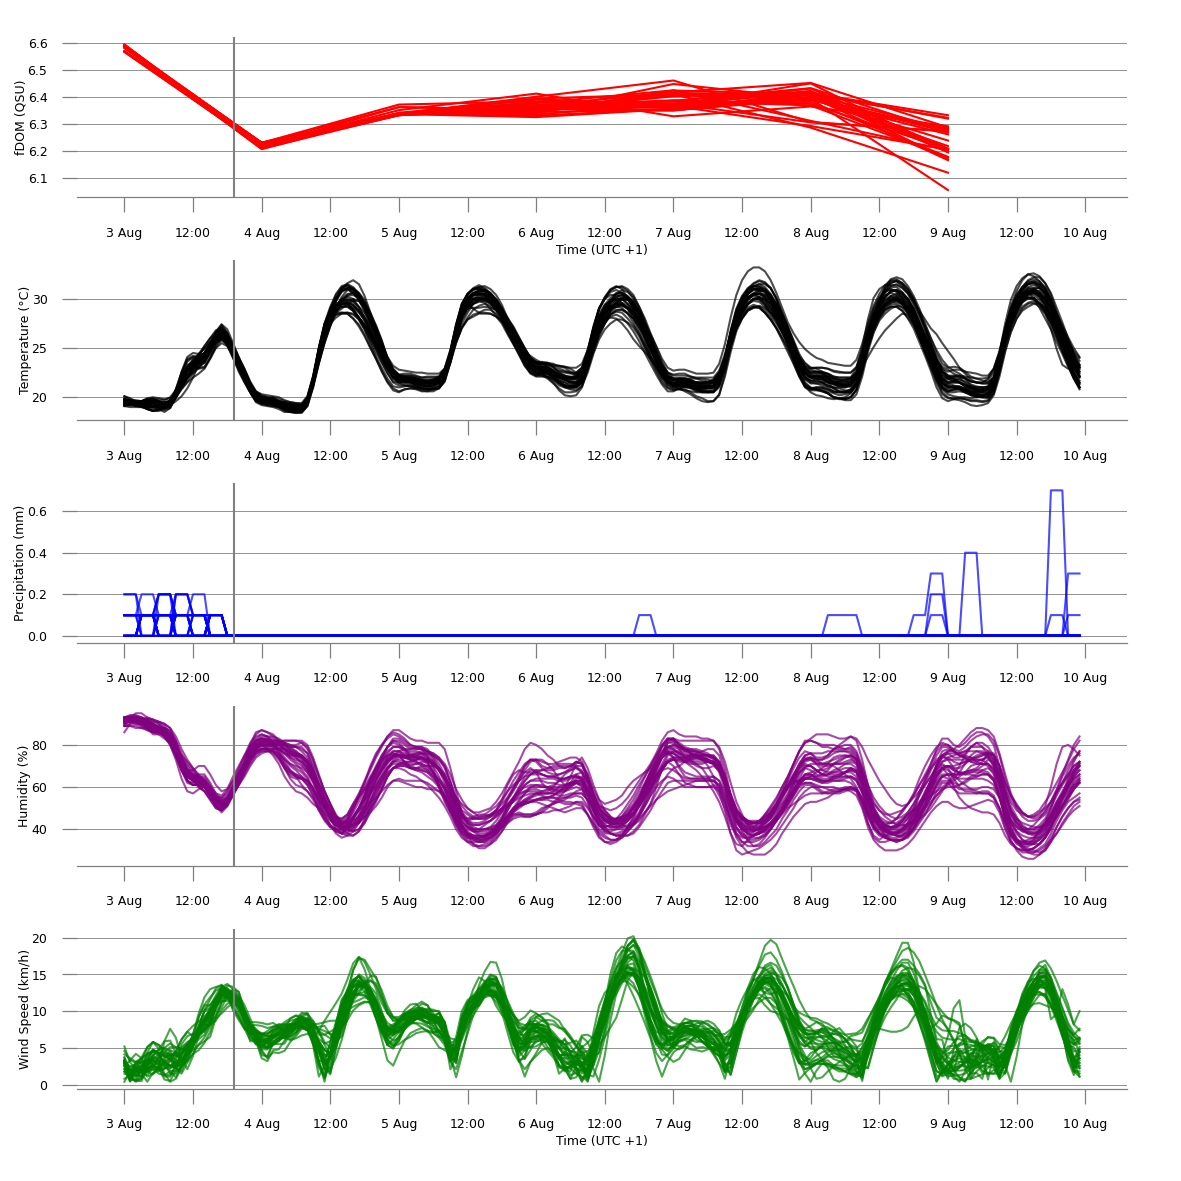 fDOM (QSU)
6.6
6.5
6.4
6.3
6.2
6.1
3 Aug 12:00 4 Aug 12:00 5 Aug 12:00 6 Aug 12:00 7 Aug 12:00 8 Aug 12:00 9 Aug 12:00 10 Aug
Time (UTC +1)
Temperature (°C)
30
25
20
3 Aug 12:00 4 Aug 12:00 5 Aug 12:00 6 Aug 12:00 7 Aug 12:00 8 Aug 12:00 9 Aug 12:00 10 Aug
Precipitation (mm)
0.6
0.4
0.2
0.0
3 Aug 12:00 4 Aug 12:00 5 Aug 12:00 6 Aug 12:00 7 Aug 12:00 8 Aug 12:00 9 Aug 12:00 10 Aug
Humidity (%)
80
60
40
3 Aug 12:00 4 Aug 12:00 5 Aug 12:00 6 Aug 12:00 7 Aug 12:00 8 Aug 12:00 9 Aug 12:00 10 Aug
Wind Speed (km/h)
20
15
10
5
0
3 Aug 12:00 4 Aug 12:00 5 Aug 12:00 6 Aug 12:00 7 Aug 12:00 8 Aug 12:00 9 Aug 12:00 10 Aug
Time (UTC +1)